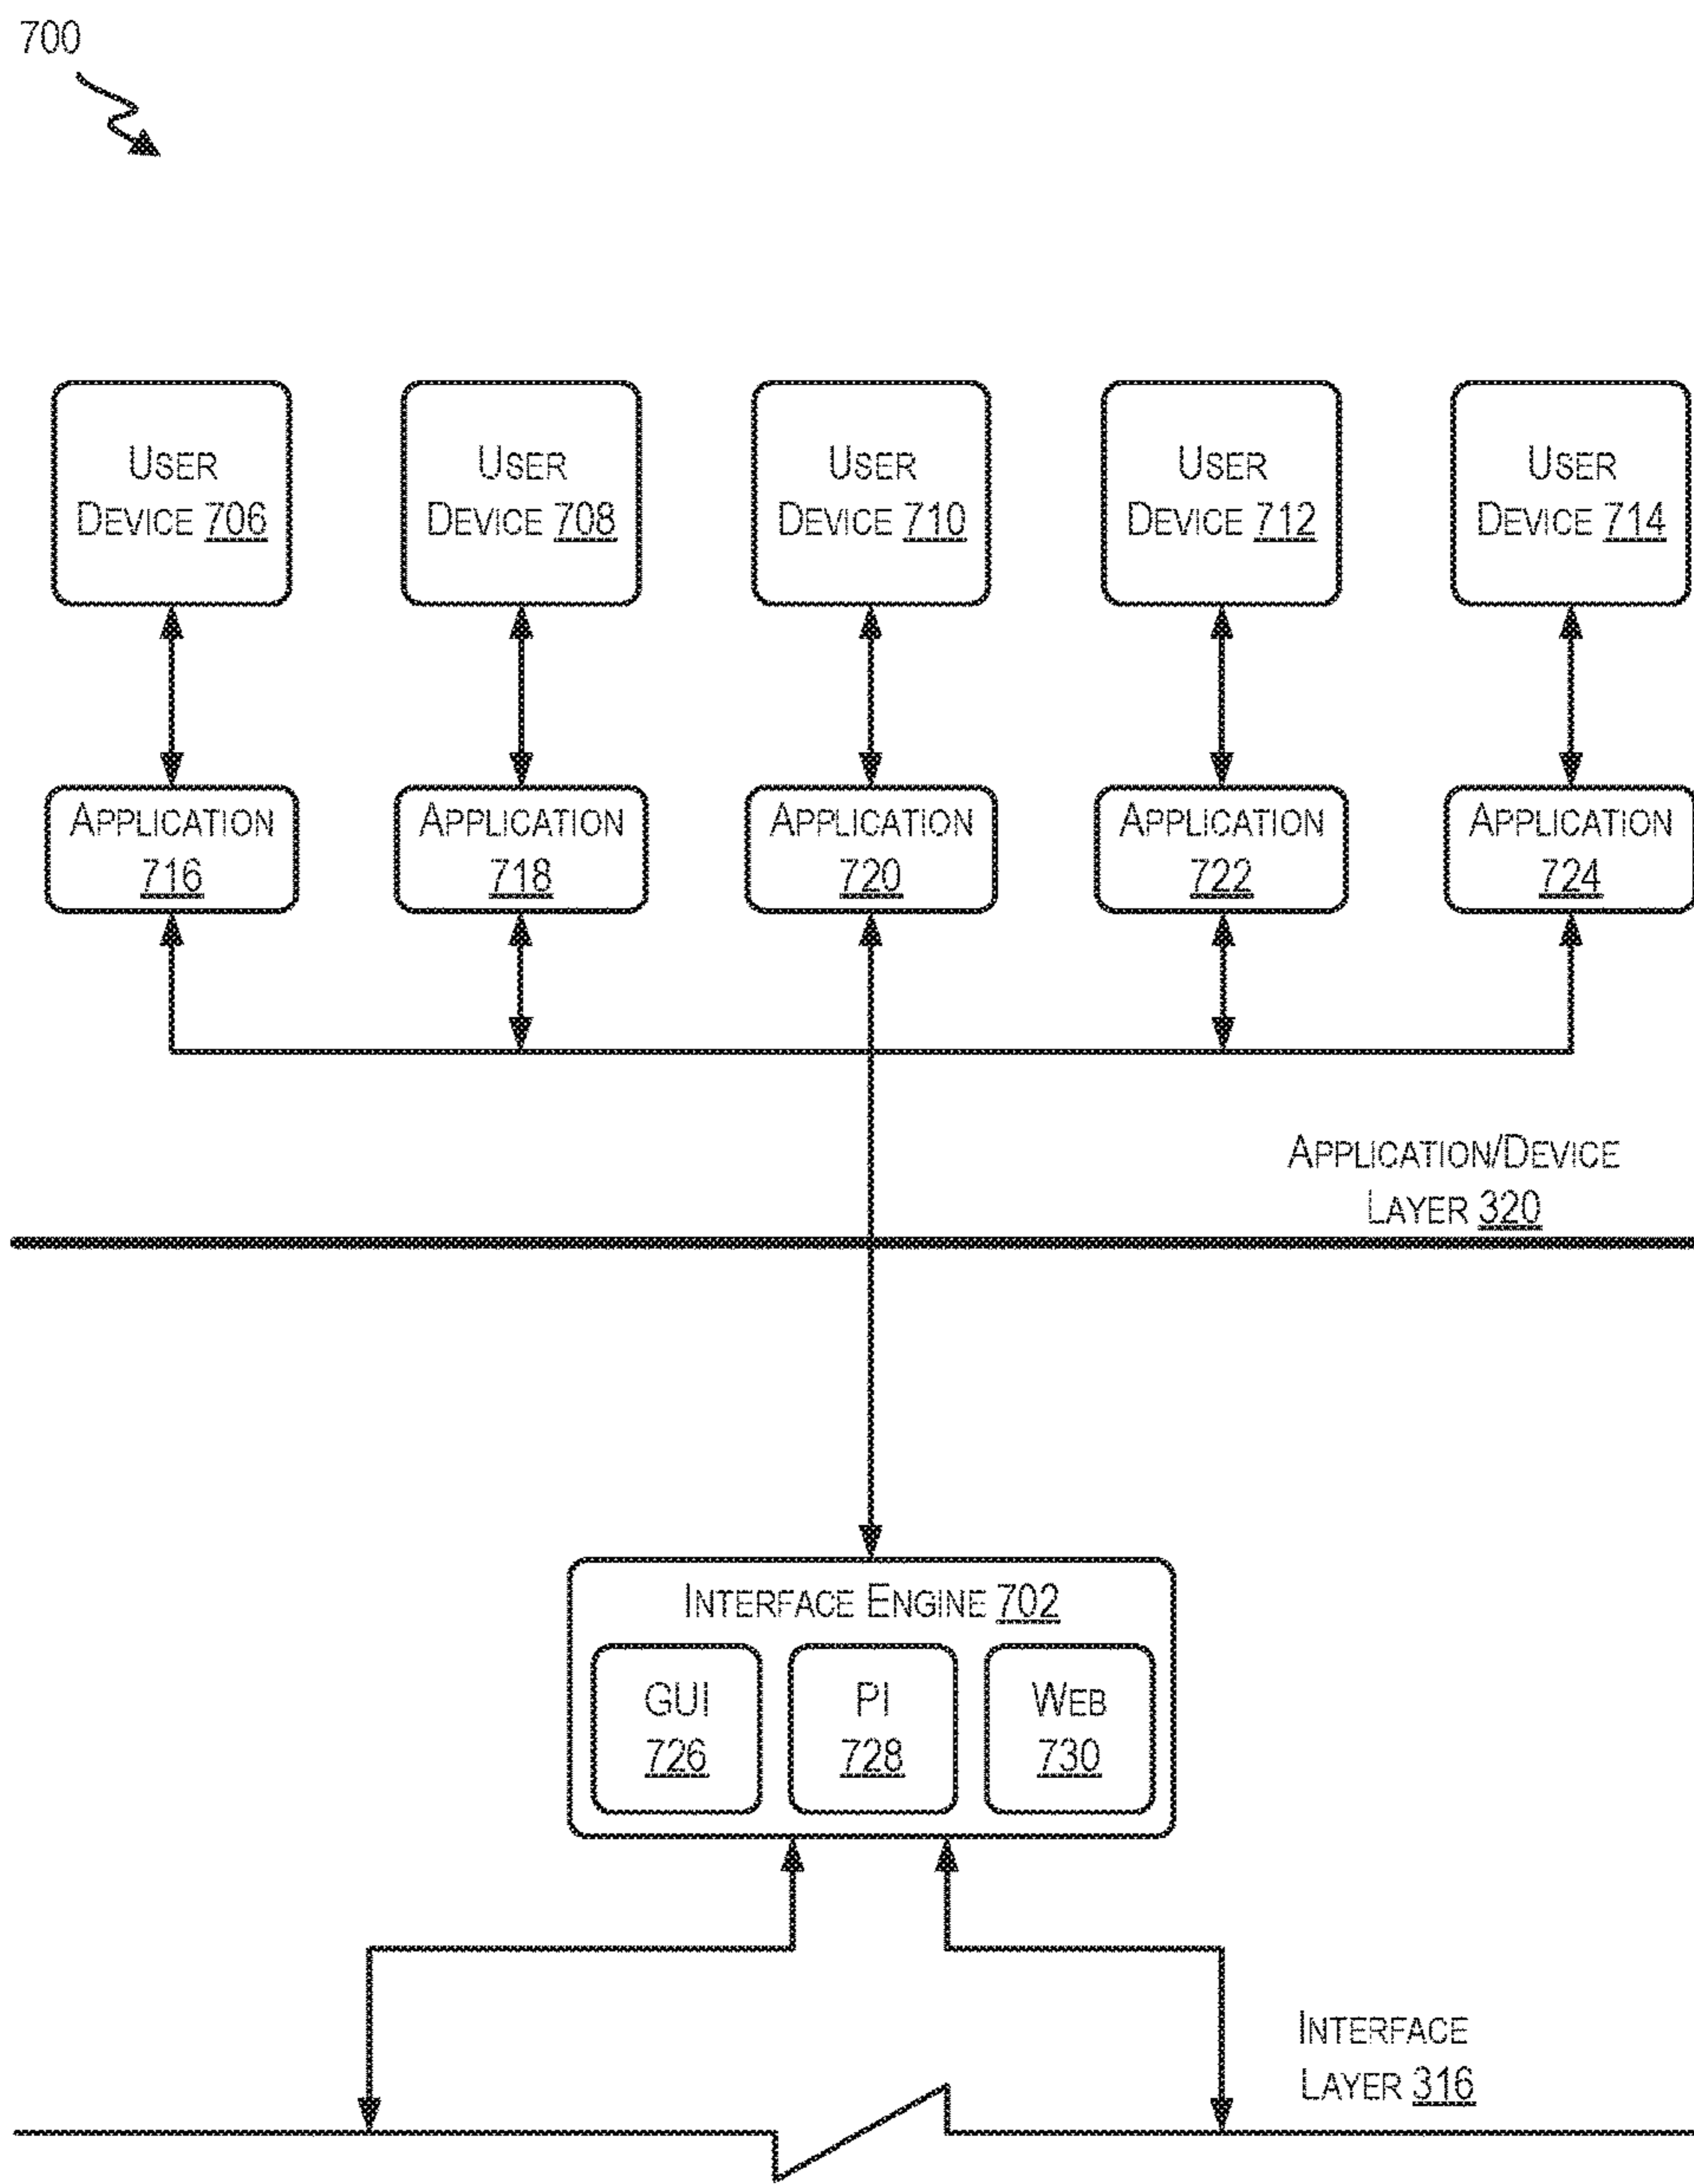 700
USER
DEVICE 706
USER
DEVICE 708
USER
DEVICE 710
USER
DEVICE 712
USER
DEVICE 714
APPLICATION
716
APPLICATION
718
APPLICATION
720
APPLICATION
722
APPLICATION
724
APPLICATION/DEVICE
LAYER 320
INTERFACE ENGINE 702
GUI
726
PI
728
WEB
730
INTERFACE
LAYER 316